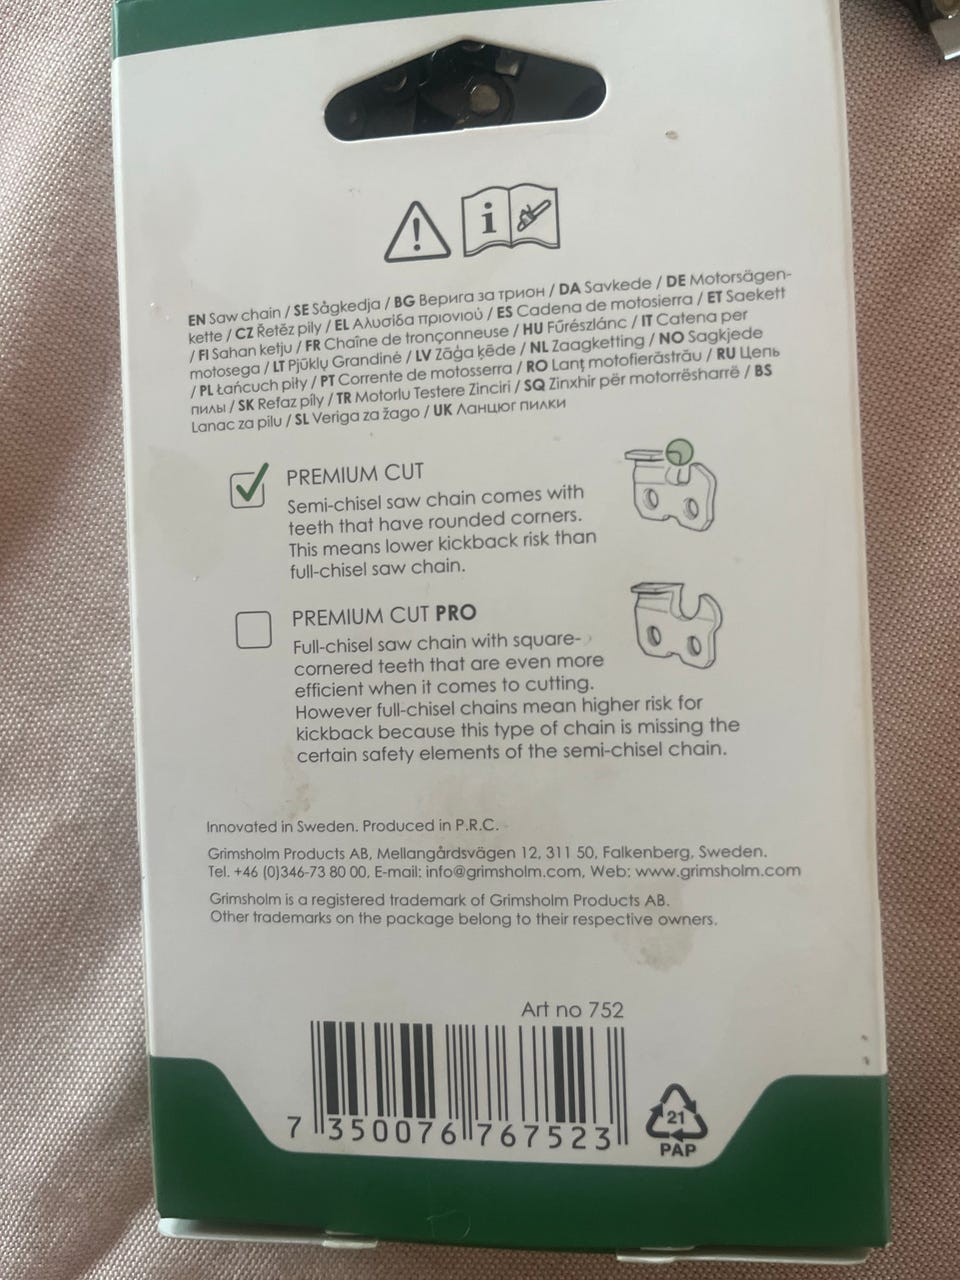 EN Saw chain / SE Sågkedja / BG Верига за трион / DA Savkede / DE Motorsägen-
kette / CZ Řetěz pily / EL Αλυσίδα πριονιού / ES Cadena de motosierra / ET Saekett
/ FI Sahan ketju / FR Chaîne de tronçonneuse / HU Fűrészlánc / IT Catena per
motosega / LT Pjūklų Grandinė / LV Zāģa ķēde / NL Zaagketting / NO Sagkjede
/ PL Łańcuch piły / PT Corrente de motosserra / RO Lanț motofierăstrău / RU Цепь
пилы / SK Reťaz píly / TR Motorlu Testere Zinciri / SQ Zinxhir për motorrësharrë / BS
Lanac za pilu / SL Veriga za žago / UK Ланцюг пилки
PREMIUM CUT
Semi-chisel saw chain comes with
teeth that have rounded corners.
This means lower kickback risk than
full-chisel saw chain.
PREMIUM CUT PRO
Full-chisel saw chain with square-
cornered teeth that are even more
efficient when it comes to cutting.
However full-chisel chains mean higher risk for
kickback because this type of chain is missing the
certain safety elements of the semi-chisel chain.
Innovated in Sweden. Produced in P.R.C.
Grimsholm Products AB, Mellangårdsvägen 12, 311 50, Falkenberg, Sweden.
Tel. +46 (0)346-73 80 00, E-mail: info@grimsholm.com, Web: www.grimsholm.com
Grimsholm is a registered trademark of Grimsholm Products AB.
Other trademarks on the package belong to their respective owners.
Art no 752
7 350076 767523
21
PAP